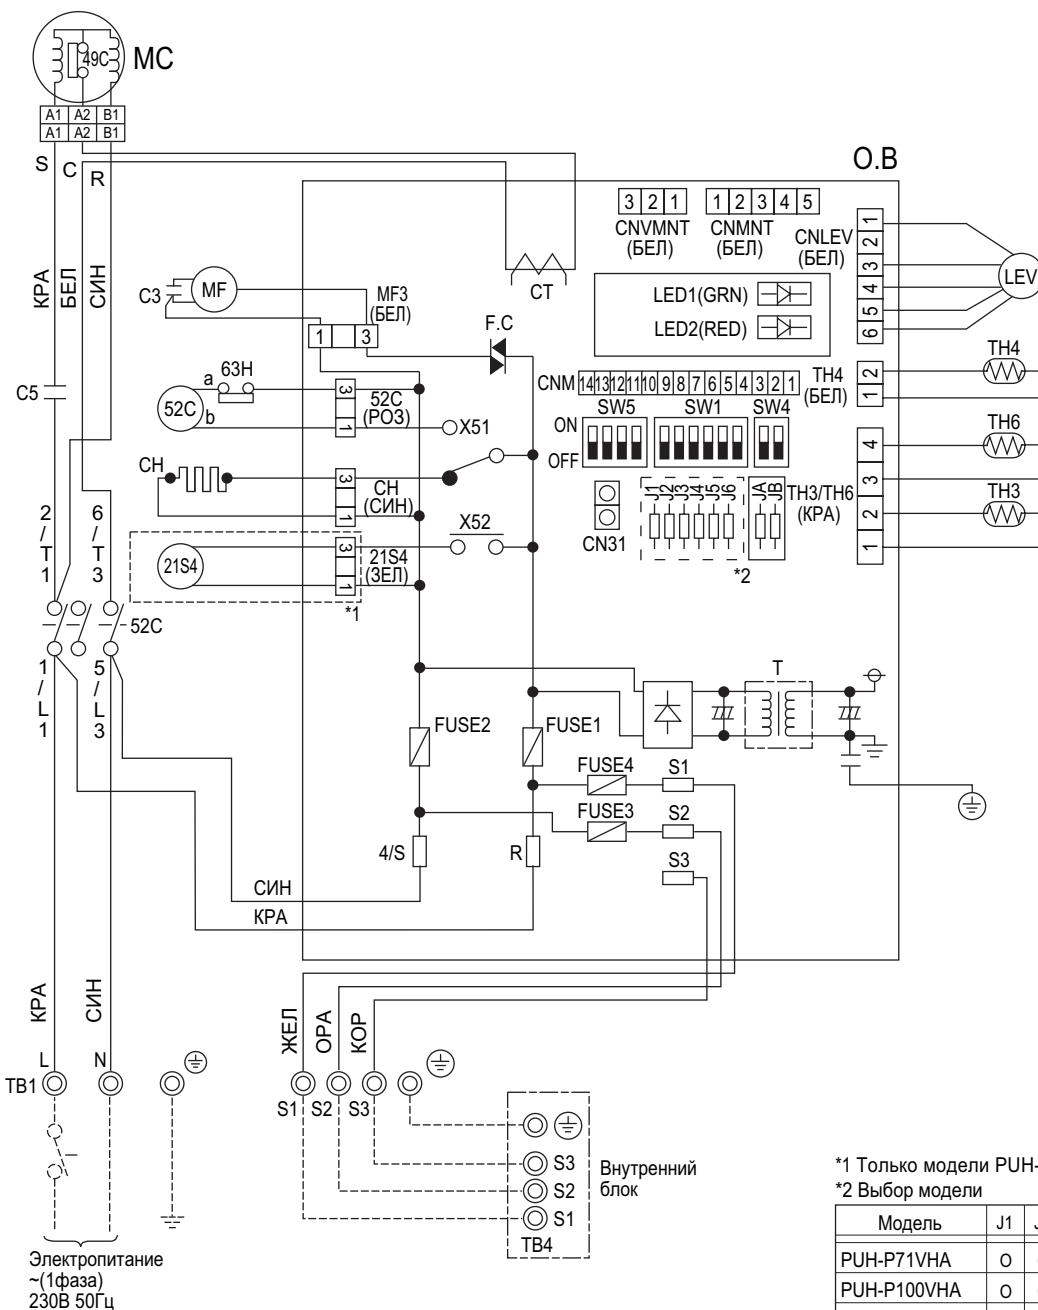 49C
MC
A1 A2 B1
A1 A2 B1
S C R
O.B
3 2 1
CNVMNT
(БЕЛ)
1 2 3 4 5
CNMNT
(БЕЛ)
CNLEV
(БЕЛ)
1
2
3
4
5
6
LEV
КРА
БЕЛ
СИН
C3
MF
MF3
(БЕЛ)
1 3
CT
LED1(GRN)
LED2(RED)
F.C
TH4
C5
52C
a
b
63H
3
1
52C
(РОЗ)
X51
CNM
14 13 12 11 10 9 8 7 6 5 4 3 2 1
TH4
(БЕЛ)
2
1
SW5
SW1
SW4
ON
OFF
TH6
CH
3
1
CH
(СИН)
CN31
J1
J2
J3
J4
J5
J6
JA
JB
*2
TH3/TH6
(КРА)
4
3
2
1
TH3
2/T1
6/T3
X52
21S4
3
1
21S4
(ЗЕЛ)
*1
52C
1/L1
5/L3
T
FUSE2
FUSE1
FUSE4
S1
FUSE3
S2
S3
4/S
R
СИН
КРА
КРА
СИН
ЖЕЛ
ОРА
КОР
L N
TB1
S1 S2 S3
S3
S2
S1
TB4
Внутренний
блок
Электропитание
~(1фаза)
230В 50Гц
*1 Только модели PUH-
*2 Выбор модели
Модель J1
PUH-P71VHA O
PUH-P100VHA O